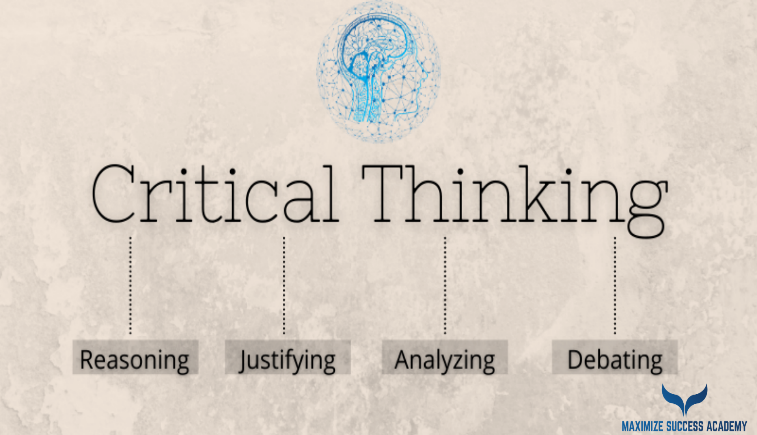 Critical Thinking
Reasoning Justifying Analyzing Debating
MAXIMIZE SUCCESS ACADEMY